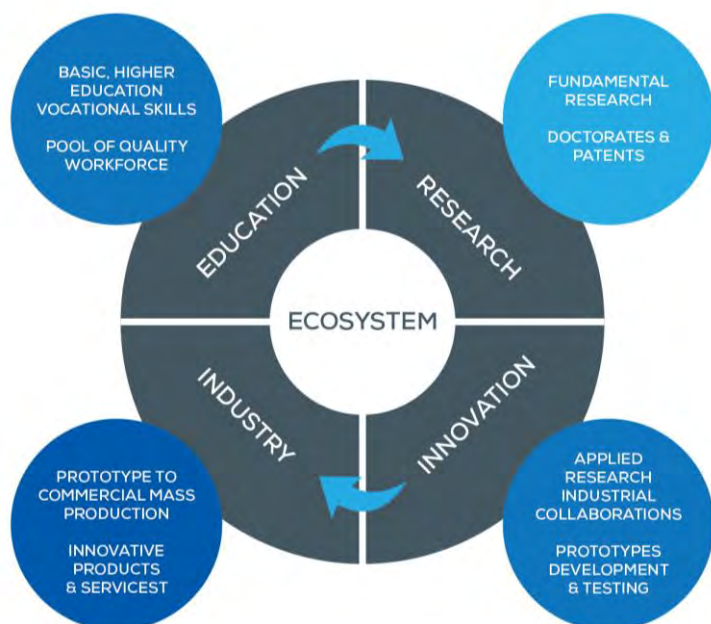 BASIC, HIGHER
EDUCATION
VOCATIONAL SKILLS
POOL OF QUALITY
WORKFORCE
FUNDAMENTAL
RESEARCH
DOCTORATES &
PATENTS
EDUCATION
RESEARCH
ECOSYSTEM
INDUSTRY
INNOVATION
PROTOTYPE TO
COMMERCIAL MASS
PRODUCTION
INNOVATIVE
PRODUCTS
& SERVICEST
APPLIED
RESEARCH
INDUSTRIAL
COLLABORATIONS
PROTOTYPES
DEVELOPMENT
& TESTING